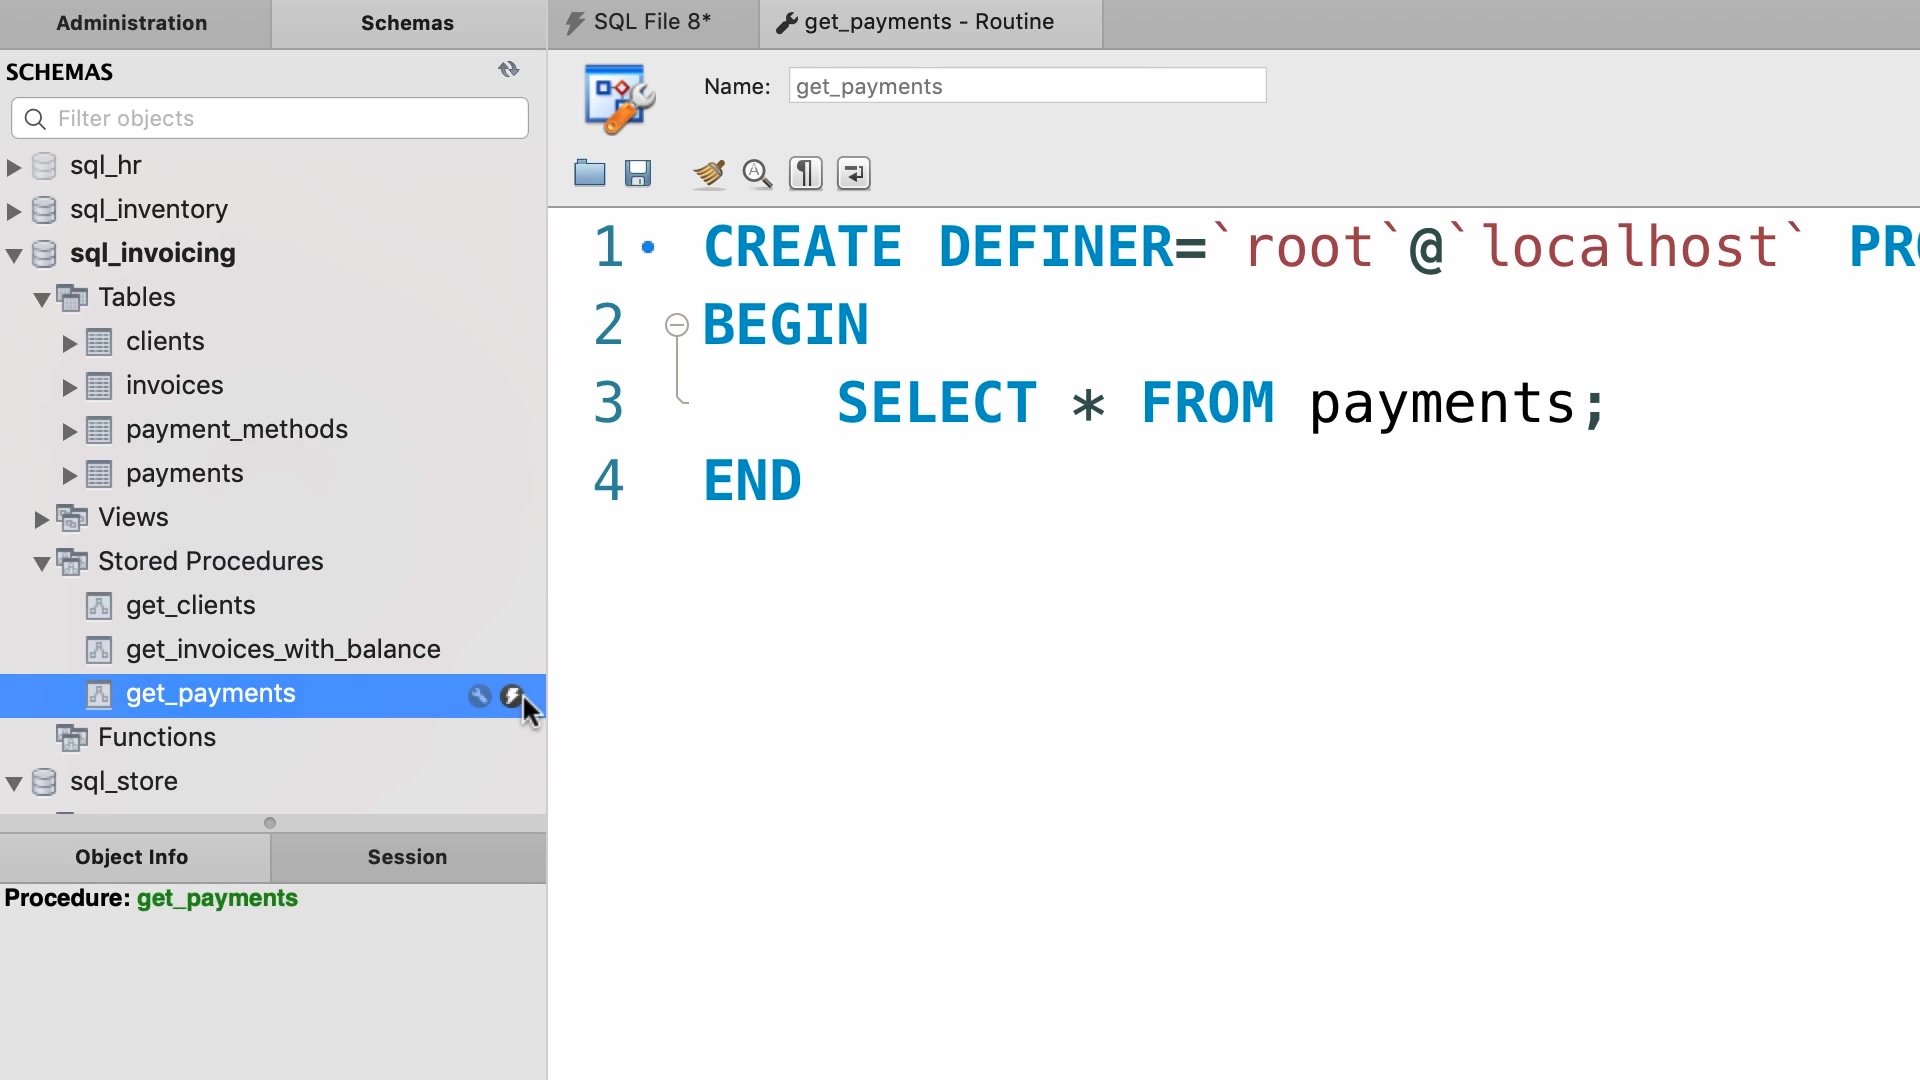 Administration
Schemas
SQL File 8*
get_payments - Routine
SCHEMAS
Filter objects
sql_hr
sql_inventory
sql_invoicing
Tables
clients
invoices
payment_methods
payments
Views
Stored Procedures
get_clients
get_invoices_with_balance
get_payments
Functions
sql_store
Object Info
Session
Procedure: get_payments
Name: get_payments
1 CREATE DEFINER=`root`@`localhost` PRO
2 BEGIN
3 SELECT * FROM payments;
4 END